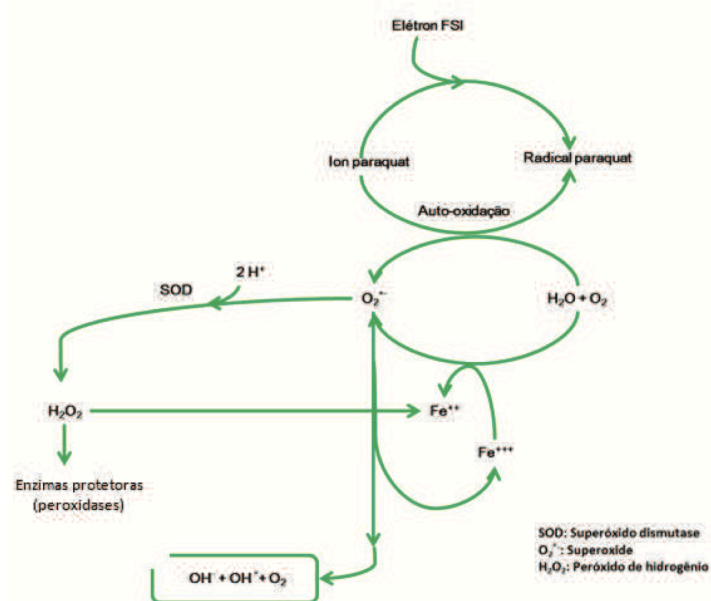 Elétron FSI
Ion paraquat
Radical paraquat
Auto-oxidação
2 H⁺
SOD
O₂•⁻
H₂O + O₂
H₂O₂
Fe⁺⁺
Fe⁺⁺⁺
Enzimas protetoras
(peroxidases)
SOD: Superóxido dismutase
O₂•⁻: Superoxide
H₂O₂: Peróxido de hidrogênio
OH⁻ + OH• + O₂